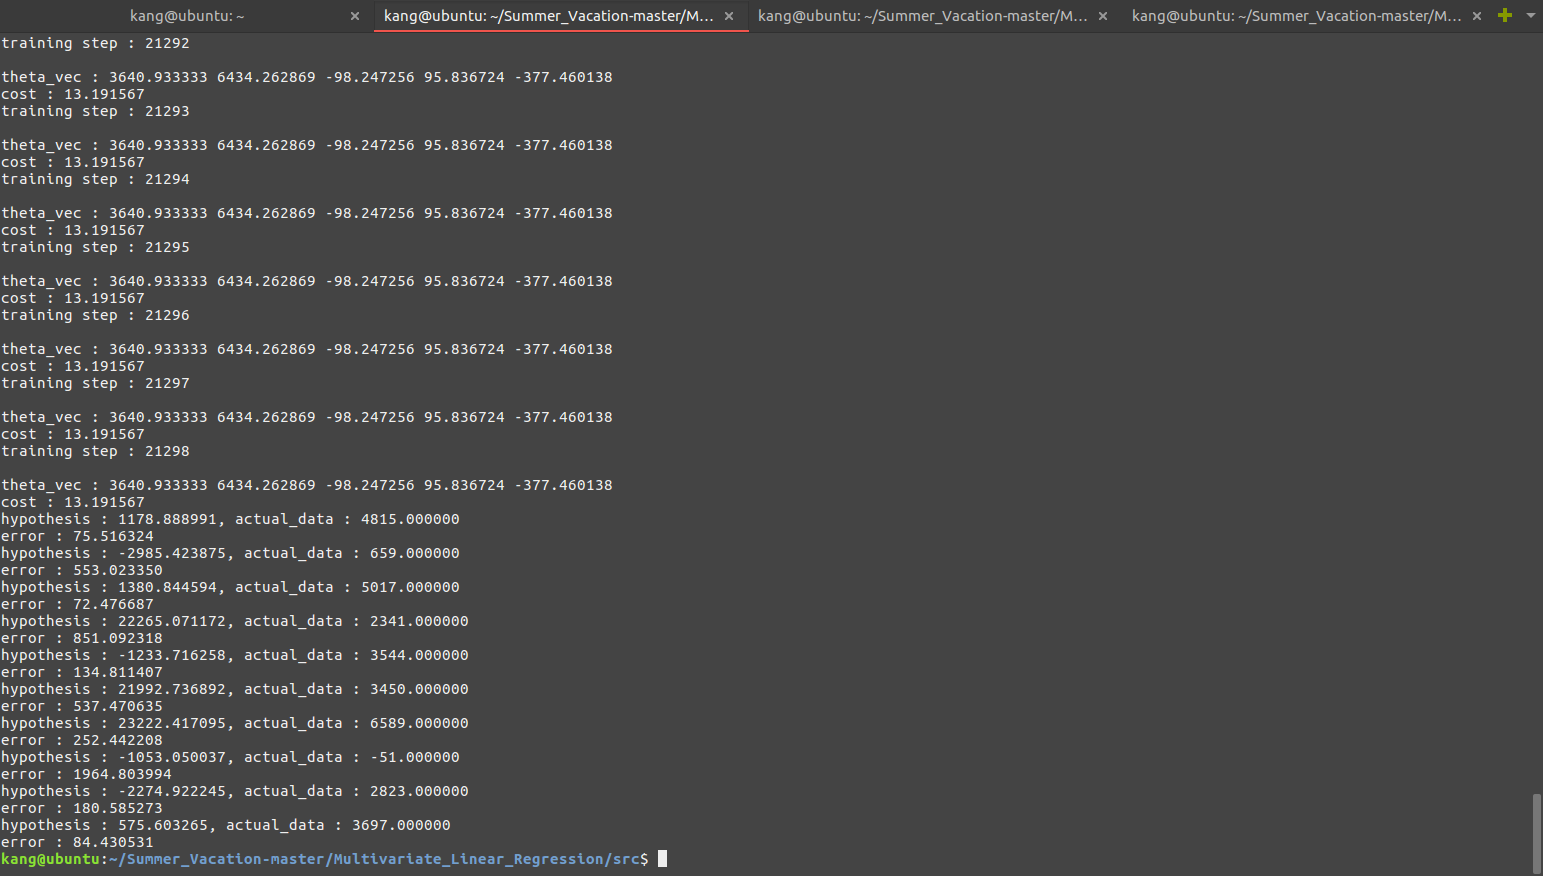 kang@ubuntu: ~
kang@ubuntu: ~/Summer_Vacation-master/M...
kang@ubuntu: ~/Summer_Vacation-master/M...
kang@ubuntu: ~/Summer_Vacation-master/M...
training step : 21292
theta_vec : 3640.933333 6434.262869 -98.247256 95.836724 -377.460138
cost : 13.191567
training step : 21293
theta_vec : 3640.933333 6434.262869 -98.247256 95.836724 -377.460138
cost : 13.191567
training step : 21294
theta_vec : 3640.933333 6434.262869 -98.247256 95.836724 -377.460138
cost : 13.191567
training step : 21295
theta_vec : 3640.933333 6434.262869 -98.247256 95.836724 -377.460138
cost : 13.191567
training step : 21296
theta_vec : 3640.933333 6434.262869 -98.247256 95.836724 -377.460138
cost : 13.191567
training step : 21297
theta_vec : 3640.933333 6434.262869 -98.247256 95.836724 -377.460138
cost : 13.191567
training step : 21298
theta_vec : 3640.933333 6434.262869 -98.247256 95.836724 -377.460138
cost : 13.191567
hypothesis : 1178.888991, actual_data : 4815.000000
error : 75.516324
hypothesis : -2985.423875, actual_data : 659.000000
error : 553.023350
hypothesis : 1380.844594, actual_data : 5017.000000
error : 72.476687
hypothesis : 22265.071172, actual_data : 2341.000000
error : 851.092318
hypothesis : -1233.716258, actual_data : 3544.000000
error : 134.811407
hypothesis : 21992.736892, actual_data : 3450.000000
error : 537.470635
hypothesis : 23222.417095, actual_data : 6589.000000
error : 252.442208
hypothesis : -1053.050037, actual_data : -51.000000
error : 1964.803994
hypothesis : -2274.922245, actual_data : 2823.000000
error : 180.585273
hypothesis : 575.603265, actual_data : 3697.000000
error : 84.430531
kang@ubuntu:~/Summer_Vacation-master/Multivariate_Linear_Regression/src$